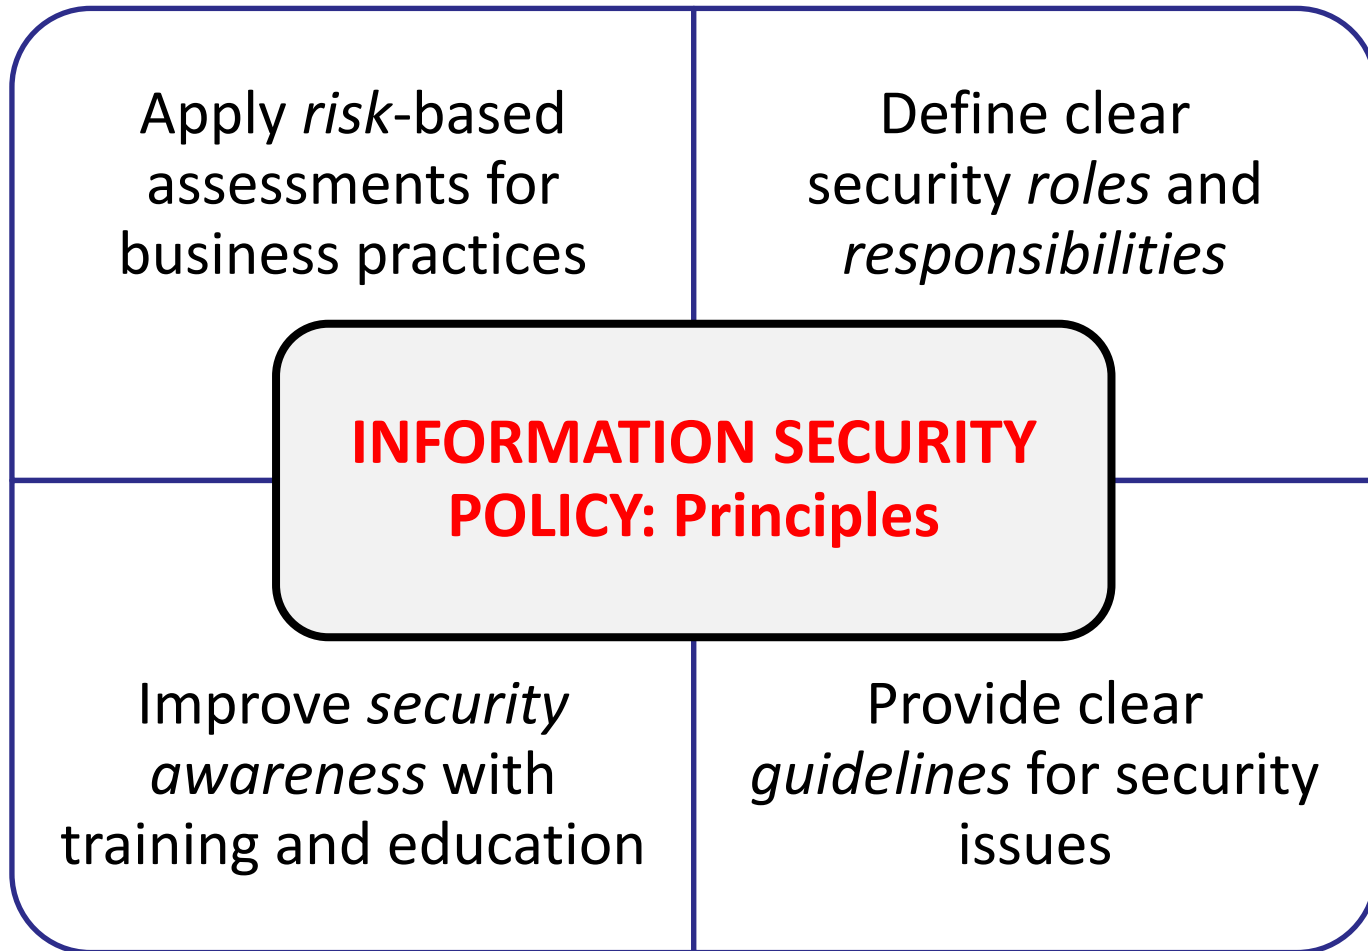 Apply risk-based
assessments for
business practices
Define clear
security roles and
responsibilities
INFORMATION SECURITY
POLICY: Principles
Improve security
awareness with
training and education
Provide clear
guidelines for security
issues